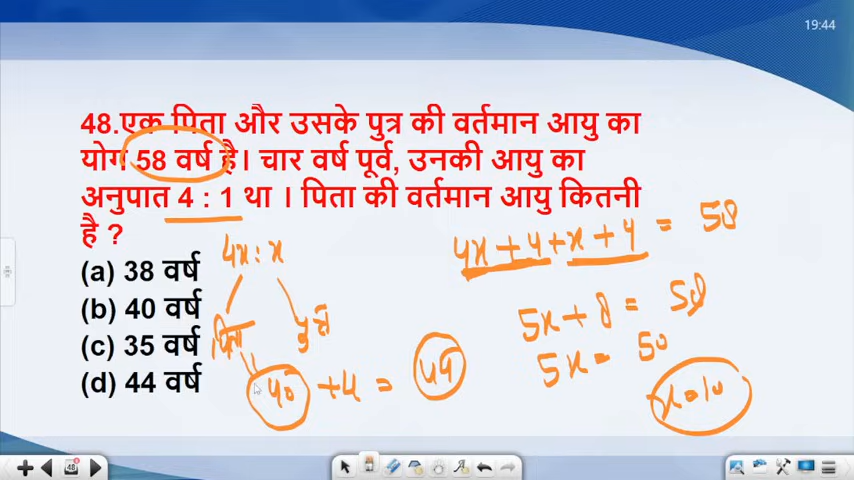 19:44
48.एक पिता और उसके पुत्र की वर्तमान आयु का
योग 58 वर्ष है। चार वर्ष पूर्व, उनकी आयु का
अनुपात 4 : 1 था । पिता की वर्तमान आयु कितनी
है ?
4x + 4 + x + 4 = 58
4x : x
(a) 38 वर्ष
(b) 40 वर्ष
5x + 8 = 58
(c) 35 वर्ष
पिता
5x = 50
(d) 44 वर्ष
40 + 4 = 44
x = 10
48